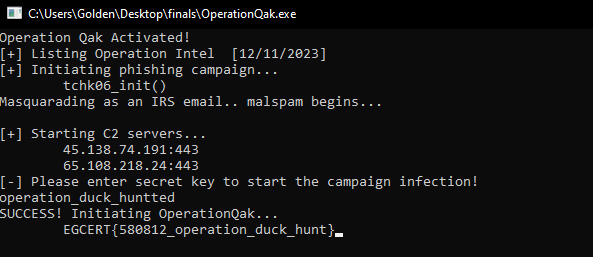 C:\Users\Golden\Desktop\finals\OperationQak.exe
Operation Qak Activated!
[+] Listing Operation Intel  [12/11/2023]
[+] Initiating phishing campaign...
        tchk06_init()
Masquarading as an IRS email.. malspam begins...

[+] Starting C2 servers...
        45.138.74.191:443
        65.108.218.24:443
[-] Please enter secret key to start the campaign infection!
operation_duck_huntted
SUCCESS! Initiating OperationQak...
        EGCERT{580812_operation_duck_hunt}